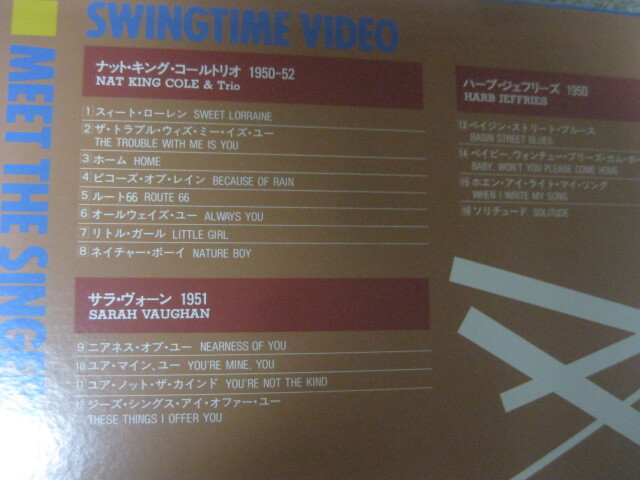 SWINGTIME VIDEO
MEET THE SING
ナット・キング・コールトリオ 1950-52
NAT KING COLE & Trio
1 スィート・ローレン SWEET LORRAINE
2 ザ・トラブル・ウィズ・ミー・イズ・ユー
THE TROUBLE WITH ME IS YOU
3 ホーム HOME
4 ビコーズ・オブ・レイン BECAUSE OF RAIN
5 ルート66 ROUTE 66
6 オールウェイズ・ユー ALWAYS YOU
7 リトル・ガール LITTLE GIRL
8 ネイチャー・ボーイ NATURE BOY
サラ・ヴォーン 1951
SARAH VAUGHAN
9 ニアネス・オブ・ユー NEARNESS OF YOU
10 ユア・マイン、ユー YOU'RE MINE, YOU
11 ユア・ノット・ザ・カインド YOU'RE NOT THE KIND
12 ジーズ・シングス・アイ・オファー・ユー
THESE THINGS I OFFER YOU
ハーブ・ジェフリーズ 1950
HARB JEFFRIES
13 ベイジン・ストリート・ブルース
BASIN STREET BLUES
14 ベイビー、ウォンチュー・プリーズ・カム・ホー
BABY, WON'T YOU PLEASE COME HOME
15 ホエン・アイ・ライト・マイ・ソング
WHEN I WRITE MY SONG
16 ソリチュード SOLITUDE